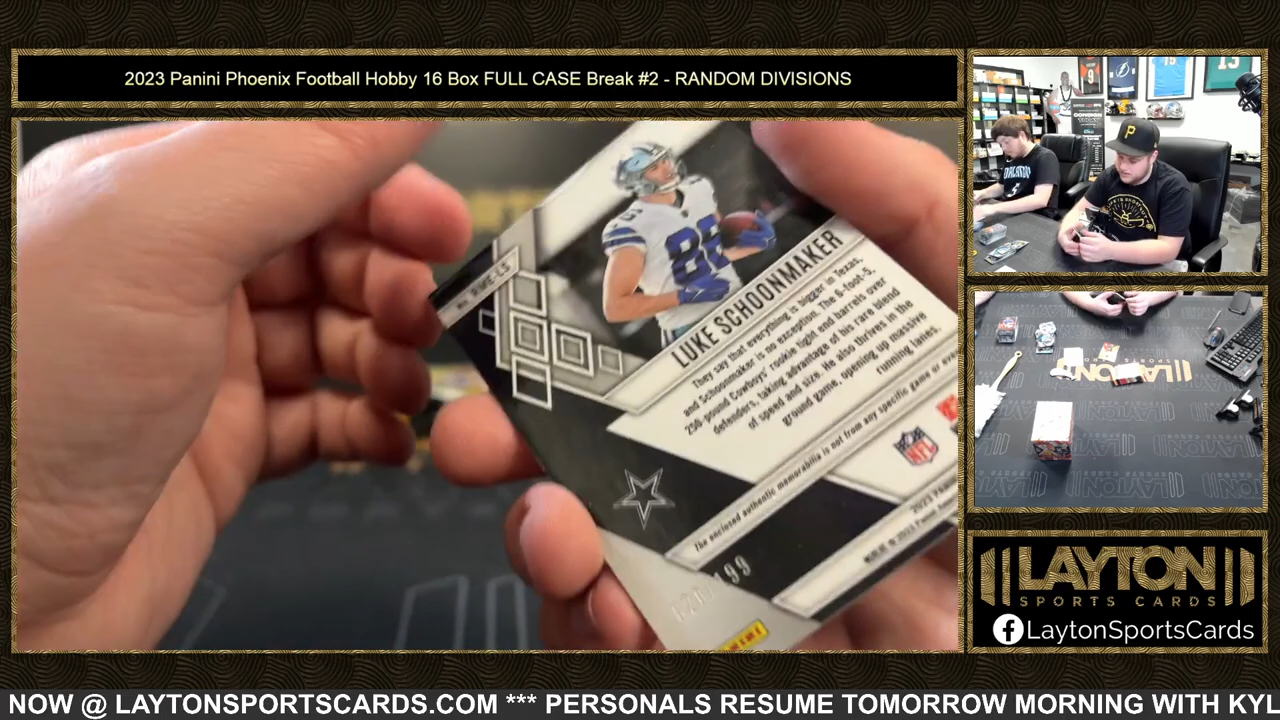 2023 Panini Phoenix Football Hobby 16 Box FULL CASE Break #2 - RANDOM DIVISIONS
86
LUKE SCHOONMAKER
They say that everything is bigger in Texas,
and Schoonmaker is no exception. The 6-foot-5,
250-pound Cowboys' rookie tight end barrels over
defenders, taking advantage of his rare blend
of speed and size. He also thrives in the
ground game, opening up massive
running lanes.
The enclosed authentic memorabilia is not from any specific game or
NFL
PANINI
LAYTON
SPORTS CARDS
LaytonSportsCards
NOW @ LAYTONSPORTSCARDS.COM *** PERSONALS RESUME TOMORROW MORNING WITH KYL